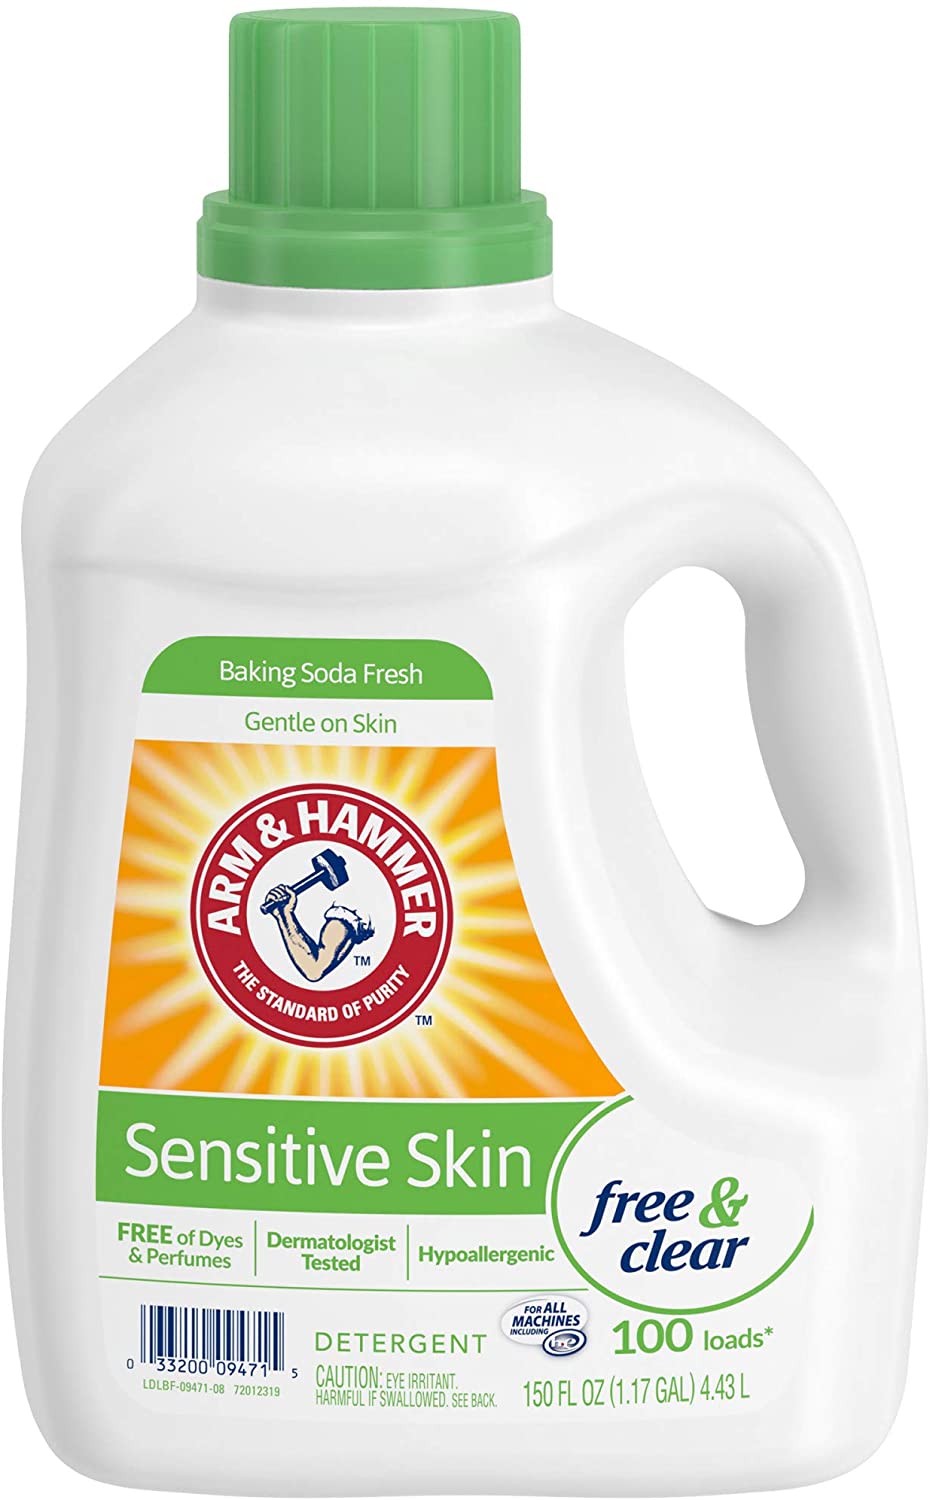 Baking Soda Fresh
Gentle on Skin
ARM & HAMMER
TM
THE STANDARD OF PURITY
TM
Sensitive Skin
free &
clear
FREE of Dyes
& Perfumes
Dermatologist
Tested
Hypoallergenic
FOR ALL
MACHINES
INCLUDING he
0 33200 09471 5
LDLBF-09471-08 72012319
DETERGENT
CAUTION: EYE IRRITANT.
HARMFUL IF SWALLOWED. SEE BACK.
100 loads*
150 FL OZ (1.17 GAL) 4.43 L